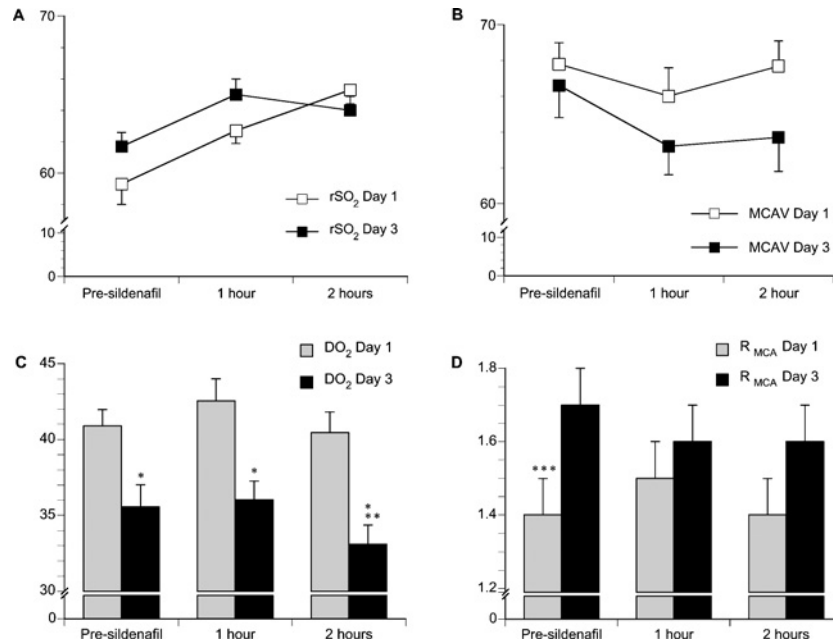 A
70
60
10
0
rSO2 Day 1
rSO2 Day 3
Pre-sildenafil 1 hour 2 hours
B
70
60
10
0
MCAV Day 1
MCAV Day 3
Pre-sildenafil 1 hour 2 hour
C
45
40
35
30
0
DO2 Day 1
DO2 Day 3
*
*
*
**
Pre-sildenafil 1 hour 2 hours
D
1.8
1.6
1.4
1.2
0
R MCA Day 1
R MCA Day 3
***
Pre-sildenafil 1 hour 2 hours